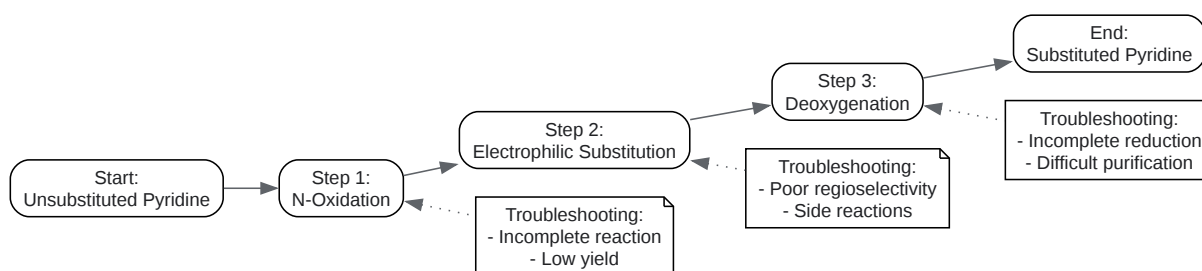 Start:
Unsubstituted Pyridine
Step 1:
N-Oxidation
Troubleshooting:
- Incomplete reaction
- Low yield
Step 2:
Electrophilic Substitution
Troubleshooting:
- Poor regioselectivity
- Side reactions
Step 3:
Deoxygenation
Troubleshooting:
- Incomplete reduction
- Difficult purification
End:
Substituted Pyridine